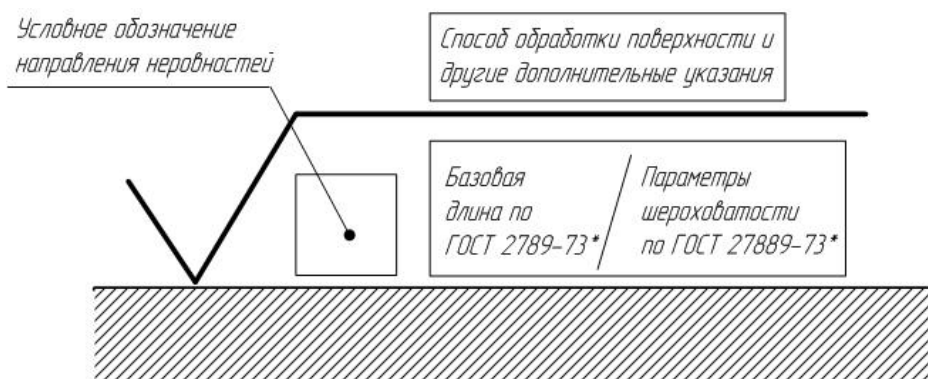 Условное обозначение
направления неровностей
Способ обработки поверхности и
другие дополнительные указания
Базовая
длина по
ГОСТ 2789-73*
Параметры
шероховатости
по ГОСТ 27889-73*